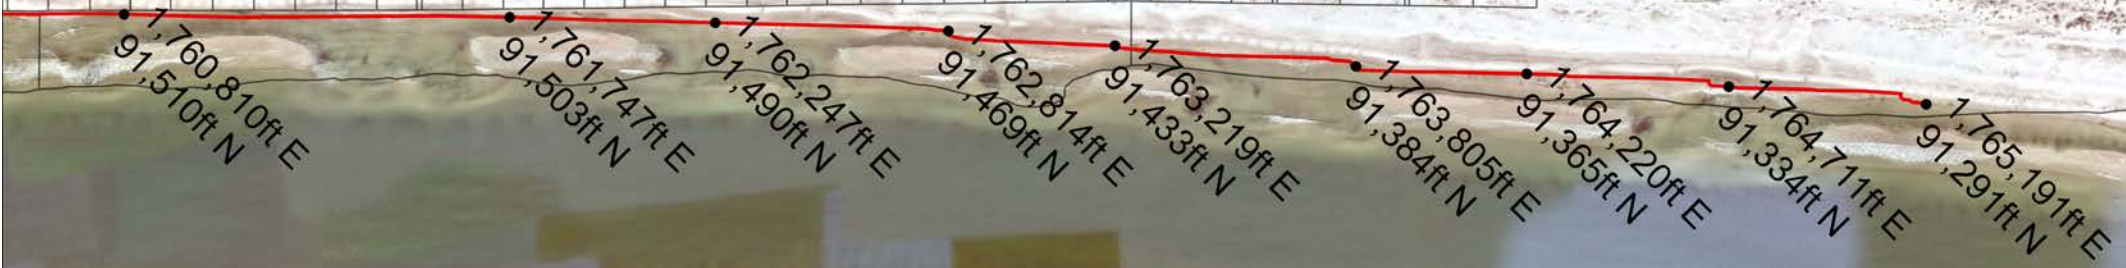 1,760,810ft E
91,510ft N
1,761,747ft E
91,503ft N
1,762,247ft E
91,490ft N
1,762,814ft E
91,469ft N
1,763,219ft E
91,433ft N
1,763,805ft E
91,384ft N
1,764,220ft E
91,365ft N
1,764,711ft E
91,334ft N
1,765,191ft E
91,291ft N